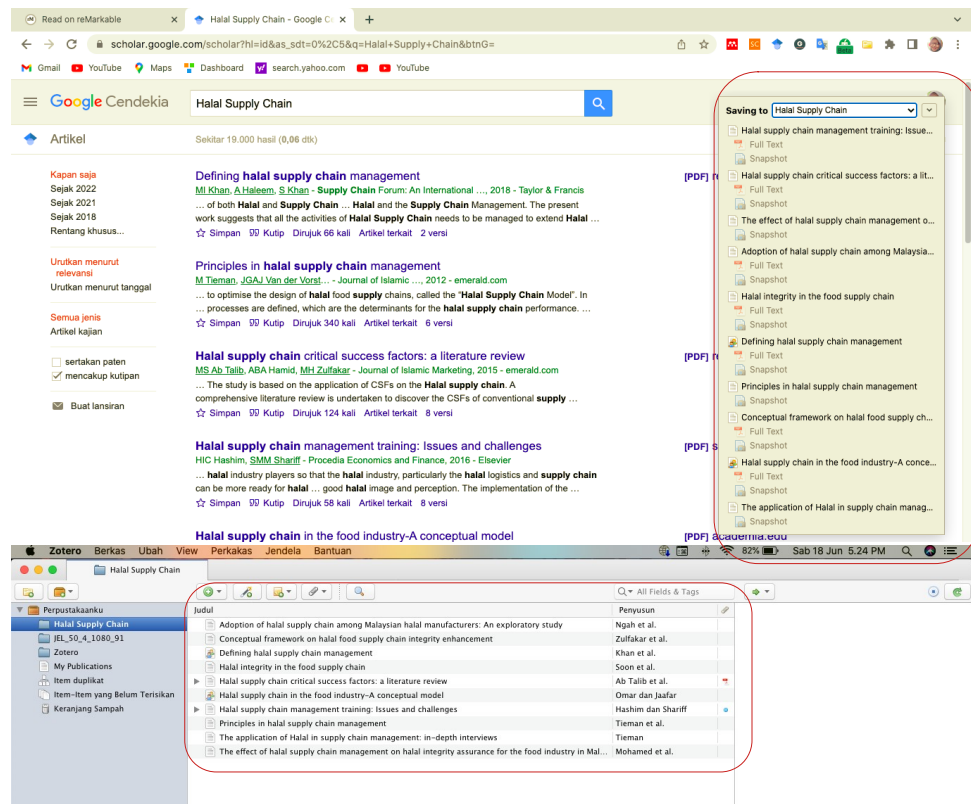 Read on reMarkable
Halal Supply Chain - Google C
scholar.google.com/scholar?hl=id&as_sdt=0%2C5&q=Halal+Supply+Chain&btnG=
Gmail YouTube Maps Dashboard search.yahoo.com YouTube
Google Cendekia
Halal Supply Chain
Artikel
Sekitar 19.000 hasil (0,06 dtk)
Kapan saja
Sejak 2022
Sejak 2021
Sejak 2018
Rentang khusus...
Urutkan menurut
relevansi
Urutkan menurut tanggal
Semua jenis
Artikel kajian
sertakan paten
mencakup kutipan
Buat lansiran
Defining halal supply chain management
MI Khan, A Haleem, S Khan - Supply Chain Forum: An International …, 2018 - Taylor & Francis
… of both Halal and Supply Chain … Halal and the Supply Chain Management. The present
work suggests that all the activities of Halal Supply Chain needs to be managed to extend Halal …
Simpan Kutip Dirujuk 66 kali Artikel terkait 2 versi
[PDF] r
Principles in halal supply chain management
M Tieman, JGAJ Van der Vorst… - Journal of Islamic …, 2012 - emerald.com
… to optimise the design of halal food supply chains, called the “Halal Supply Chain Model”. In
… processes are defined, which are the determinants for the halal supply chain performance. …
Simpan Kutip Dirujuk 340 kali Artikel terkait 6 versi
Halal supply chain critical success factors: a literature review
MS Ab Talib, ABA Hamid, MH Zulfakar - Journal of Islamic Marketing, 2015 - emerald.com
… The study is based on the application of CSFs on the Halal supply chain. A
comprehensive literature review is undertaken to discover the CSFs of conventional supply …
Simpan Kutip Dirujuk 124 kali Artikel terkait 8 versi
[PDF] r
Halal supply chain management training: Issues and challenges
HIC Hashim, SMM Shariff - Procedia Economics and Finance, 2016 - Elsevier
… halal industry players so that the halal industry, particularly the halal logistics and supply chain
can be more ready for halal … good halal image and perception. The implementation of the …
Simpan Kutip Dirujuk 58 kali Artikel terkait 8 versi
[PDF] s
Halal supply chain in the food industry-A conceptual model
[PDF] academia.edu
Saving to Halal Supply Chain
Halal supply chain management training: Issue...
Full Text
Snapshot
Halal supply chain critical success factors: a lit...
Full Text
Snapshot
The effect of halal supply chain management o...
Snapshot
Adoption of halal supply chain among Malaysia...
Full Text
Snapshot
Halal integrity in the food supply chain
Full Text
Snapshot
Defining halal supply chain management
Full Text
Snapshot
Principles in halal supply chain management
Snapshot
Conceptual framework on halal food supply ch...
Full Text
Snapshot
Halal supply chain in the food industry-A conce...
Full Text
Snapshot
The application of Halal in supply chain manag...
Snapshot
Zotero Berkas Ubah View Perkakas Jendela Bantuan
82% Sab 18 Jun 5.24 PM
Halal Supply Chain
All Fields & Tags
Perpustakaanku
Halal Supply Chain
JEL_50_4_1080_91
Zotero
My Publications
Item duplikat
Item-Item yang Belum Terisikan
Keranjang Sampah
Judul Penyusun
Adoption of halal supply chain among Malaysian halal manufacturers: An exploratory study Ngah et al.
Conceptual framework on halal food supply chain integrity enhancement Zulfakar et al.
Defining halal supply chain management Khan et al.
Halal integrity in the food supply chain Soon et al.
Halal supply chain critical success factors: a literature review Ab Talib et al.
Halal supply chain in the food industry-A conceptual model Omar dan Jaafar
Halal supply chain management training: Issues and challenges Hashim dan Shariff
Principles in halal supply chain management Tieman et al.
The application of Halal in supply chain management: in-depth interviews Tieman
The effect of halal supply chain management on halal integrity assurance for the food industry in Mal... Mohamed et al.